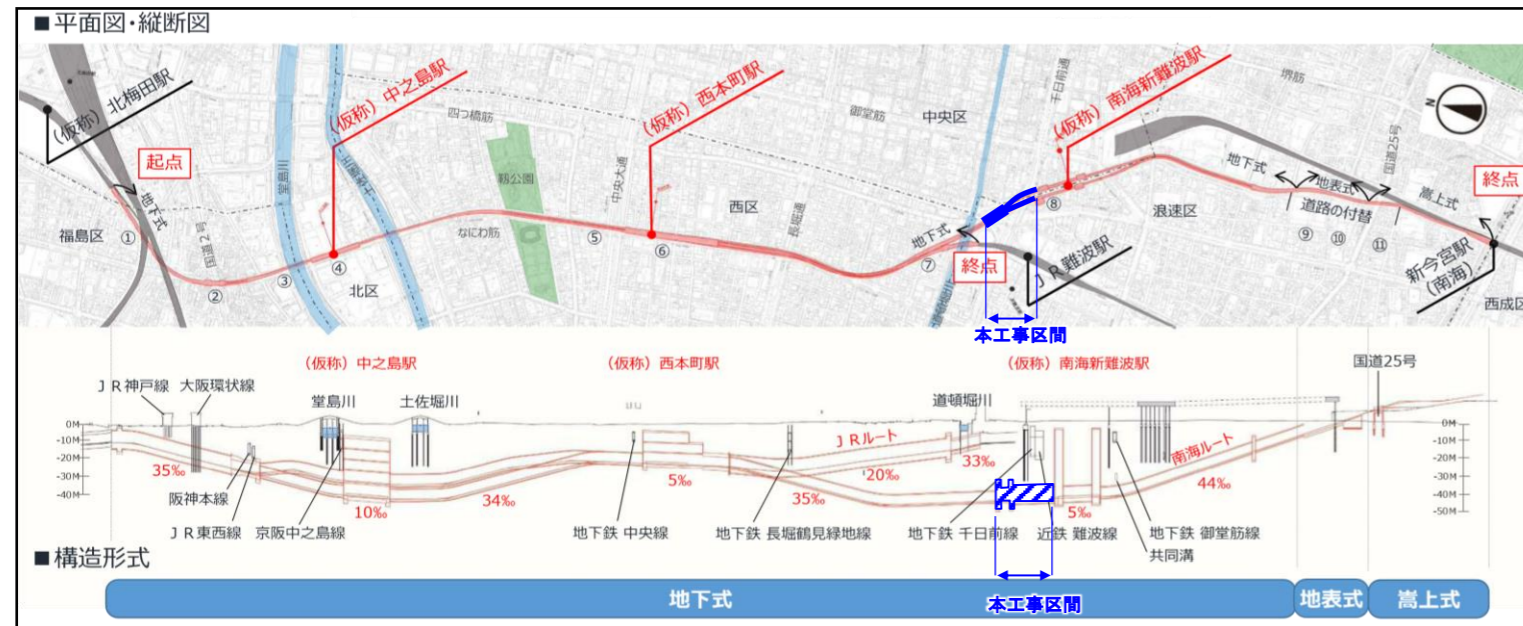 ■平面図・縦断図
(仮称)北梅田駅
起点
地下式
福島区
①
国道2号
②
堂島川
③
(仮称)中之島駅
④
北区
土佐堀川
四つ橋筋
靱公園
なにわ筋
⑤
中央大通
(仮称)西本町駅
⑥
西区
長堀通
御堂筋
中央区
地下式
⑦
道頓堀川
終点
JR難波駅
本工事区間
千日前通
(仮称)南海新難波駅
⑧
浪速区
堺筋
N
地下式
地表式
道路の付替
⑨
⑩
⑪
国道25号
嵩上式
終点
新今宮駅
(南海)
西成区
(仮称)中之島駅
(仮称)西本町駅
(仮称)南海新難波駅
国道25号
JR神戸線 大阪環状線
堂島川
土佐堀川
道頓堀川
0M
-10M
-20M
-30M
-40M
JRルート
南海ルート
0M
-10M
-20M
-30M
-40M
-50M
35‰
10‰
34‰
5‰
35‰
20‰
33‰
5‰
44‰
阪神本線
JR東西線
京阪中之島線
地下鉄 中央線
地下鉄 長堀鶴見緑地線
地下鉄 千日前線
近鉄 難波線
地下鉄 御堂筋線
共同溝
■構造形式
地下式
本工事区間
地表式
嵩上式